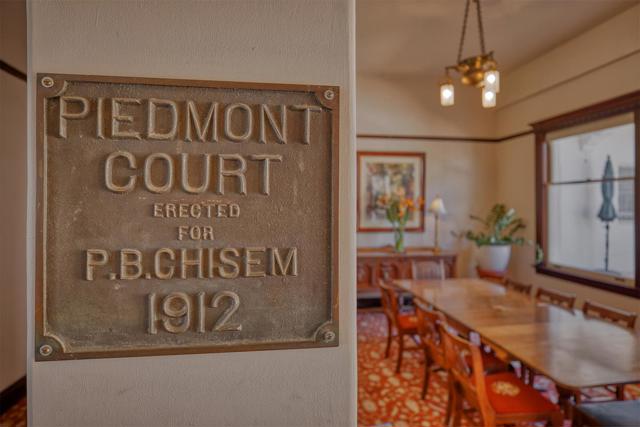 PIEDMONT
COURT
ERECTED
FOR
P.B.CHISEM
1912